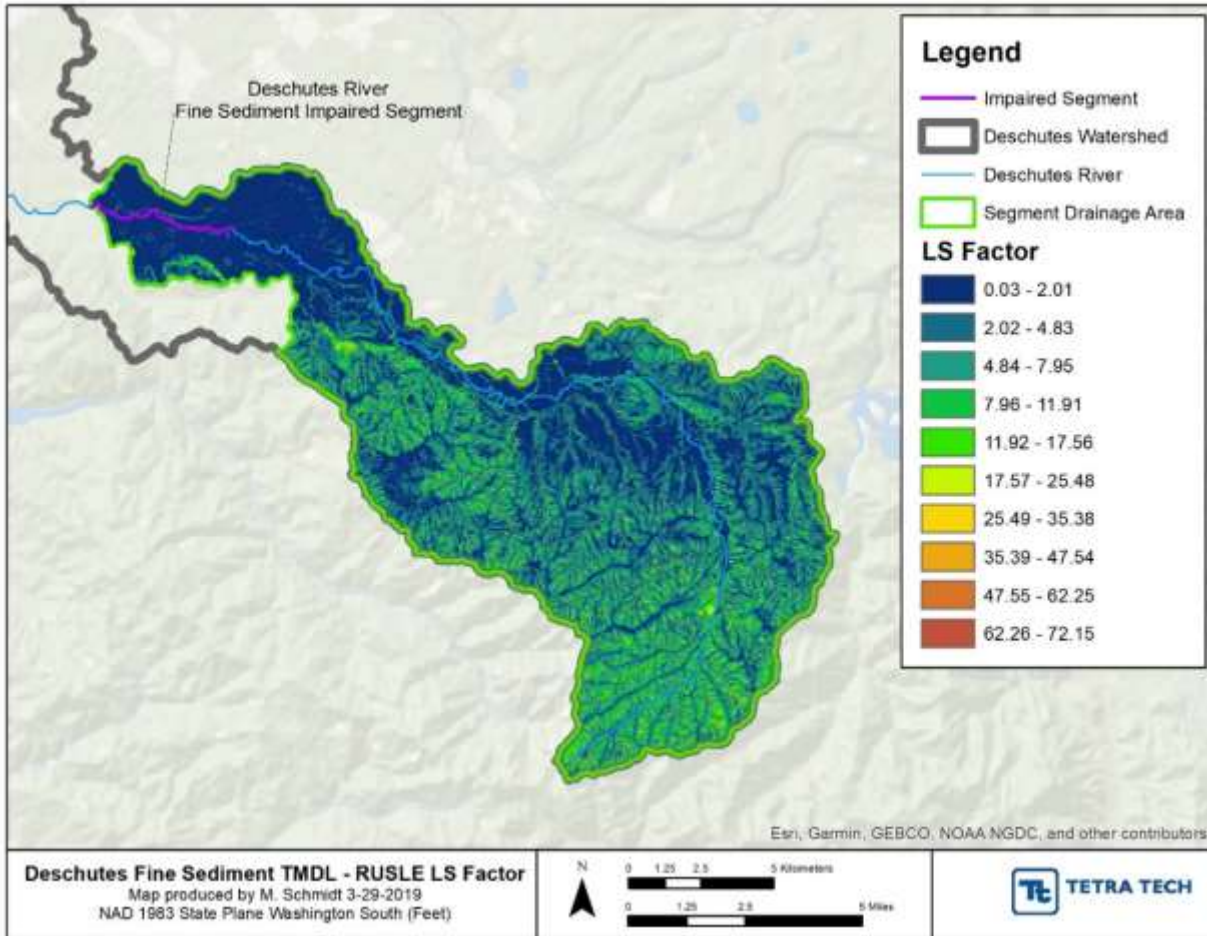 Deschutes River
Fine Sediment Impaired Segment
Legend
Impaired Segment
Deschutes Watershed
Deschutes River
Segment Drainage Area
LS Factor
0.03 - 2.01
2.02 - 4.83
4.84 - 7.95
7.96 - 11.91
11.92 - 17.56
17.57 - 25.48
25.49 - 35.38
35.39 - 47.54
47.55 - 62.25
62.26 - 72.15
Esri, Garmin, GEBCO, NOAA NGDC, and other contributors
Deschutes Fine Sediment TMDL - RUSLE LS Factor
Map produced by M. Schmidt 3-29-2019
NAD 1983 State Plane Washington South (Feet)
N
0 1.25 2.5 5 Kilometers
0 1.25 2.5 5 Miles
Tt TETRA TECH